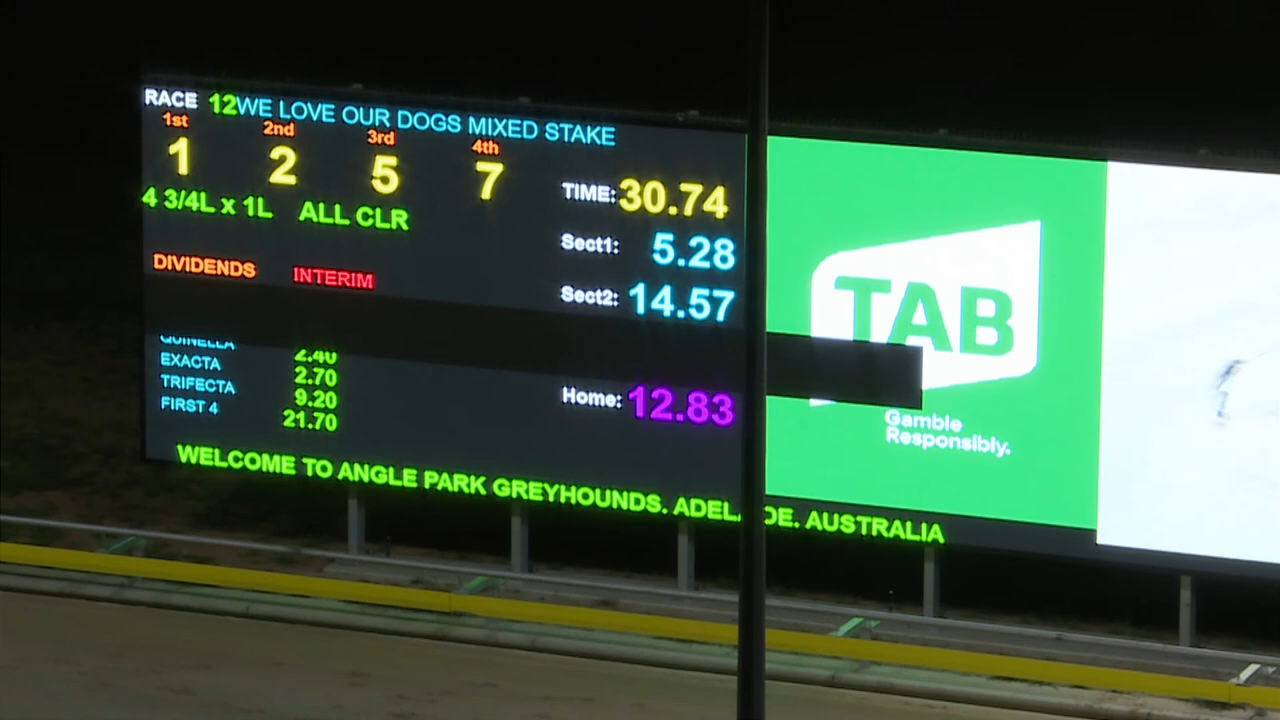 RACE 12WE LOVE OUR DOGS MIXED STAKE
1st 2nd 3rd 4th
1 2 5 7
4 3/4L x 1L ALL CLR
TIME: 30.74
Sect1: 5.28
Sect2: 14.57
DIVIDENDS INTERIM
QUINELLA 2.40
EXACTA 2.70
TRIFECTA 9.20
FIRST 4 21.70
Home: 12.83
WELCOME TO ANGLE PARK GREYHOUNDS. ADELAIDE. AUSTRALIA
TAB
Gamble
Responsibly.